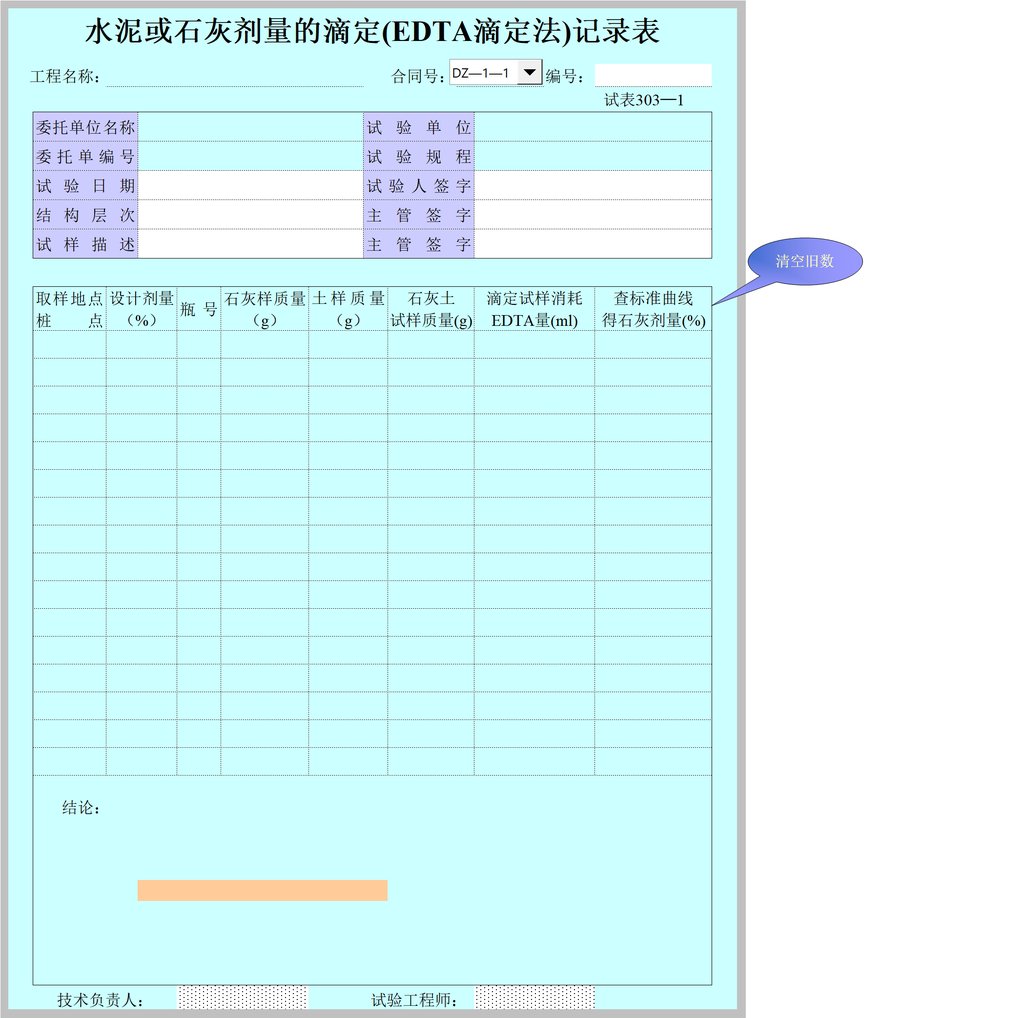 水泥或石灰剂量的滴定(EDTA滴定法)记录表
工程名称： 合同号： DZ—1—1 编号：
试表303—1
委托单位名称 试验单位
委托单编号 试验规程
试验日期 试验人签字
结构层次 主管签字
试样描述 主管签字
清空旧数
取样地点 设计剂量 瓶号 石灰样质量 土样质量 石灰土 滴定试样消耗 查标准曲线
桩点 （%） （g） （g） 试样质量(g) EDTA量(ml) 得石灰剂量(%)
结论：
技术负责人： 试验工程师：